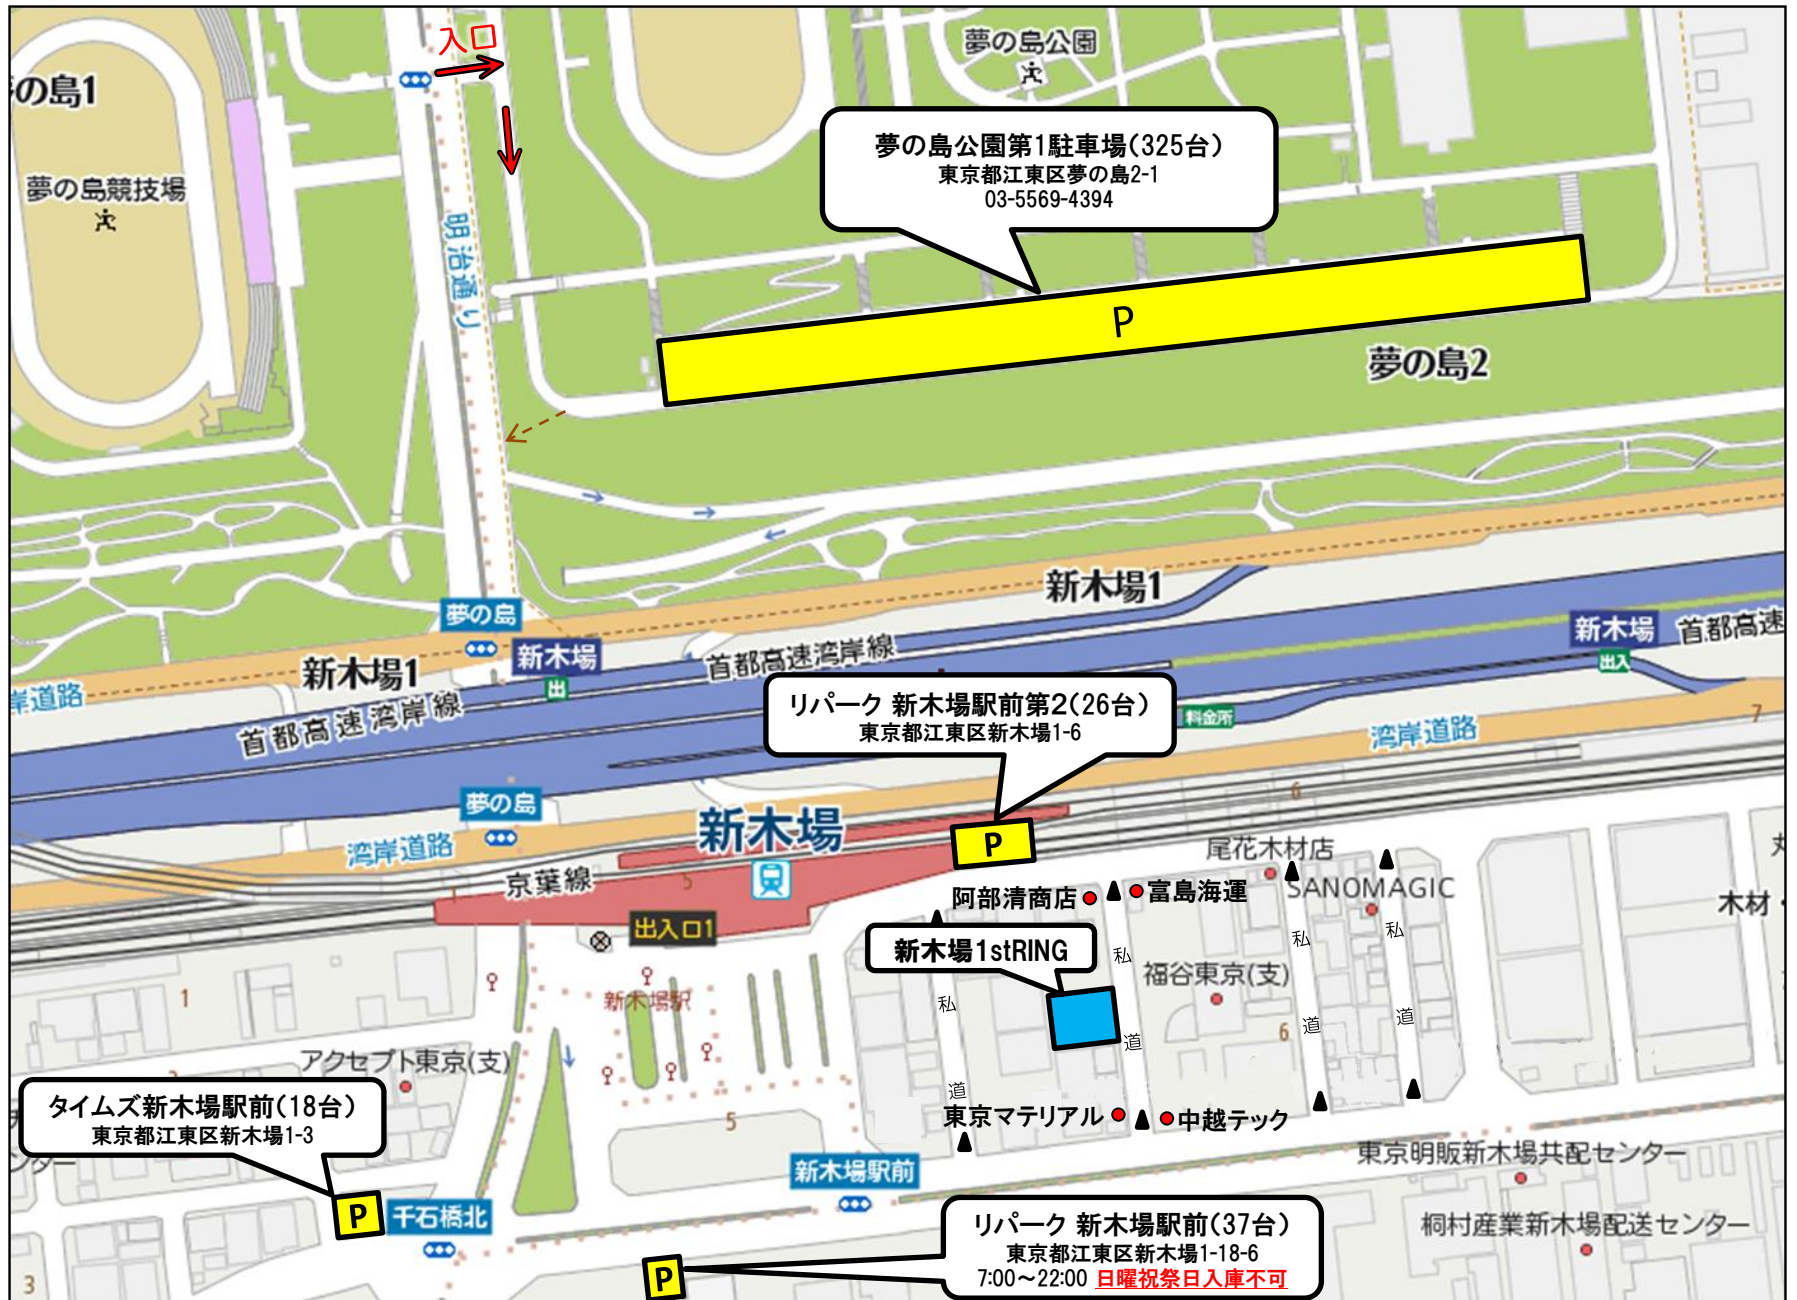 入口
夢の島公園
の島1
夢の島公園第1駐車場(325台)
東京都江東区夢の島2-1
03-5569-4394
夢の島競技場
明治通り
P
夢の島2
新木場1
夢の島
新木場
出
首都高速湾岸線
新木場
出入
首都高速
新木場1
岸道路
首都高速湾岸線
リパーク 新木場駅前第2(26台)
東京都江東区新木場1-6
料金所
湾岸道路
7
夢の島
新木場
6
湾岸道路
P
京葉線
1
5
尾花木材店
SANOMAGIC
阿部清商店
富島海運
木材・
出入口1
新木場1stRING
私
私
私
私
福谷東京(支)
1
新木場駅
道
道
道
道
6
アクセプト東京(支)
タイムズ新木場駅前(18台)
東京都江東区新木場1-3
ンター
5
東京マテリアル
中越テック
東京明販新木場共配センター
新木場駅前
P
千石橋北
リパーク 新木場駅前(37台)
東京都江東区新木場1-18-6
7:00～22:00 日曜祝祭日入庫不可
桐村産業新木場配送センター
3
P